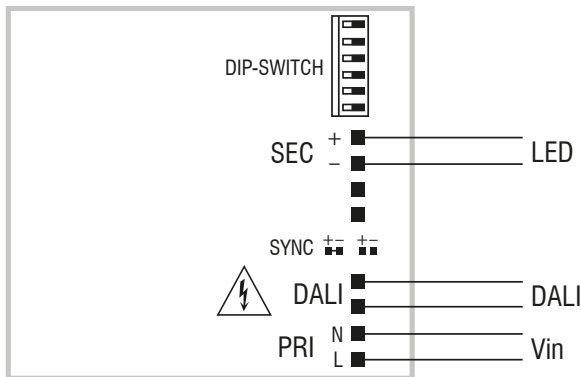 DIP-SWITCH
SEC + LED
−
SYNC +− +−
DALI DALI
PRI N Vin
L